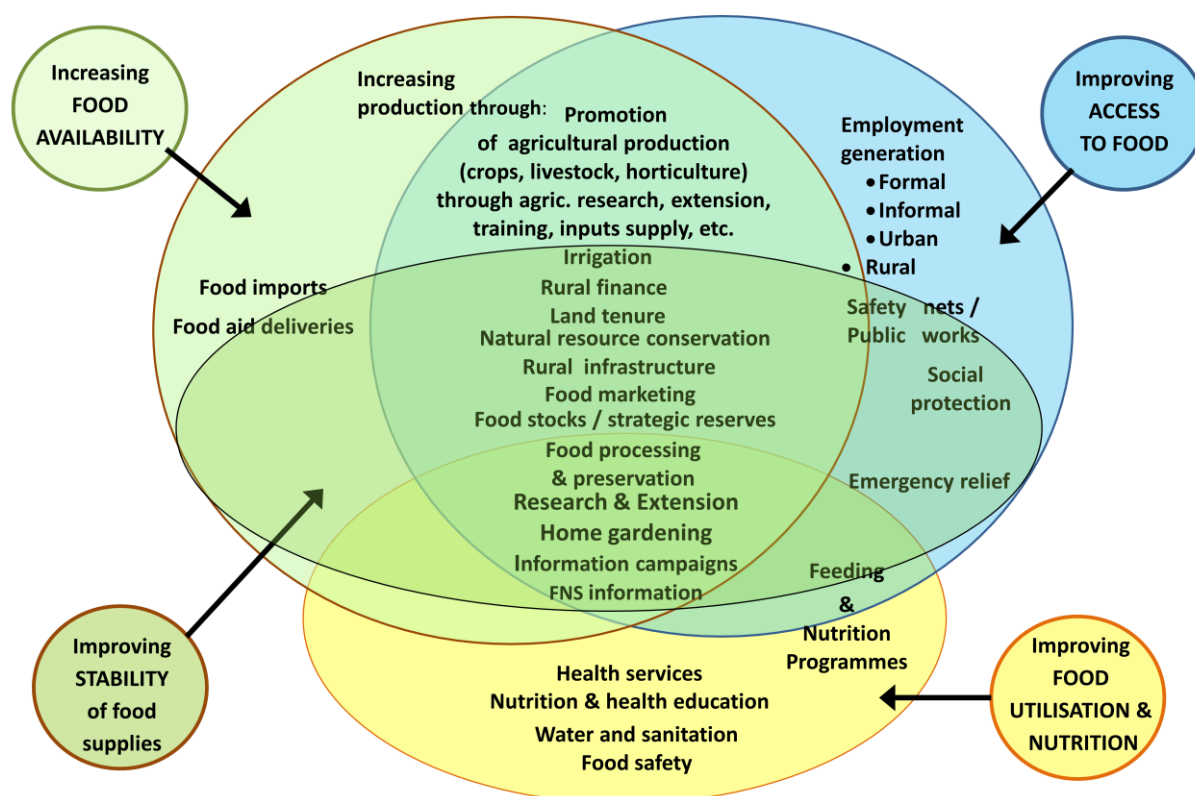 Increasing
FOOD
AVAILABILITY
Improving
ACCESS
TO FOOD
Increasing
production through:
Promotion
of agricultural production
(crops, livestock, horticulture)
through agric. research, extension,
training, inputs supply, etc.
Employment
generation
• Formal
• Informal
• Urban
• Rural
Food imports
Food aid deliveries
Irrigation
Rural finance
Land tenure
Natural resource conservation
Rural infrastructure
Food marketing
Food stocks / strategic reserves
Food processing
& preservation
Research & Extension
Home gardening
Information campaigns
FNS information
Safety nets /
Public works
Social
protection
Emergency relief
Feeding
&
Nutrition
Programmes
Health services
Nutrition & health education
Water and sanitation
Food safety
Improving
STABILITY
of food
supplies
Improving
FOOD
UTILISATION &
NUTRITION